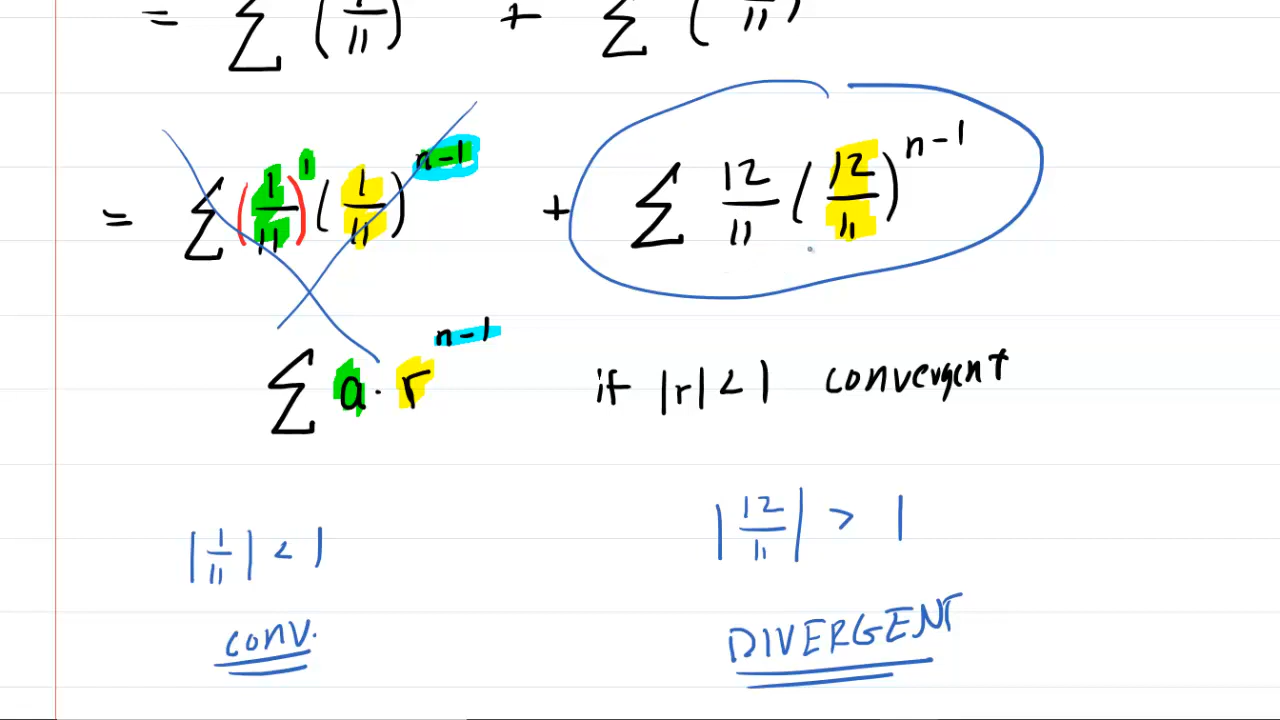 = ∑ (1/11) + ∑ ( /11)
= ∑ (1/11)^1 (1/11)^(n-1) + ∑ 12/11 (12/11)^(n-1)
∑ a · r^(n-1) if |r| < 1 convergent
|1/11| < 1 |12/11| > 1
conv. DIVERGENT